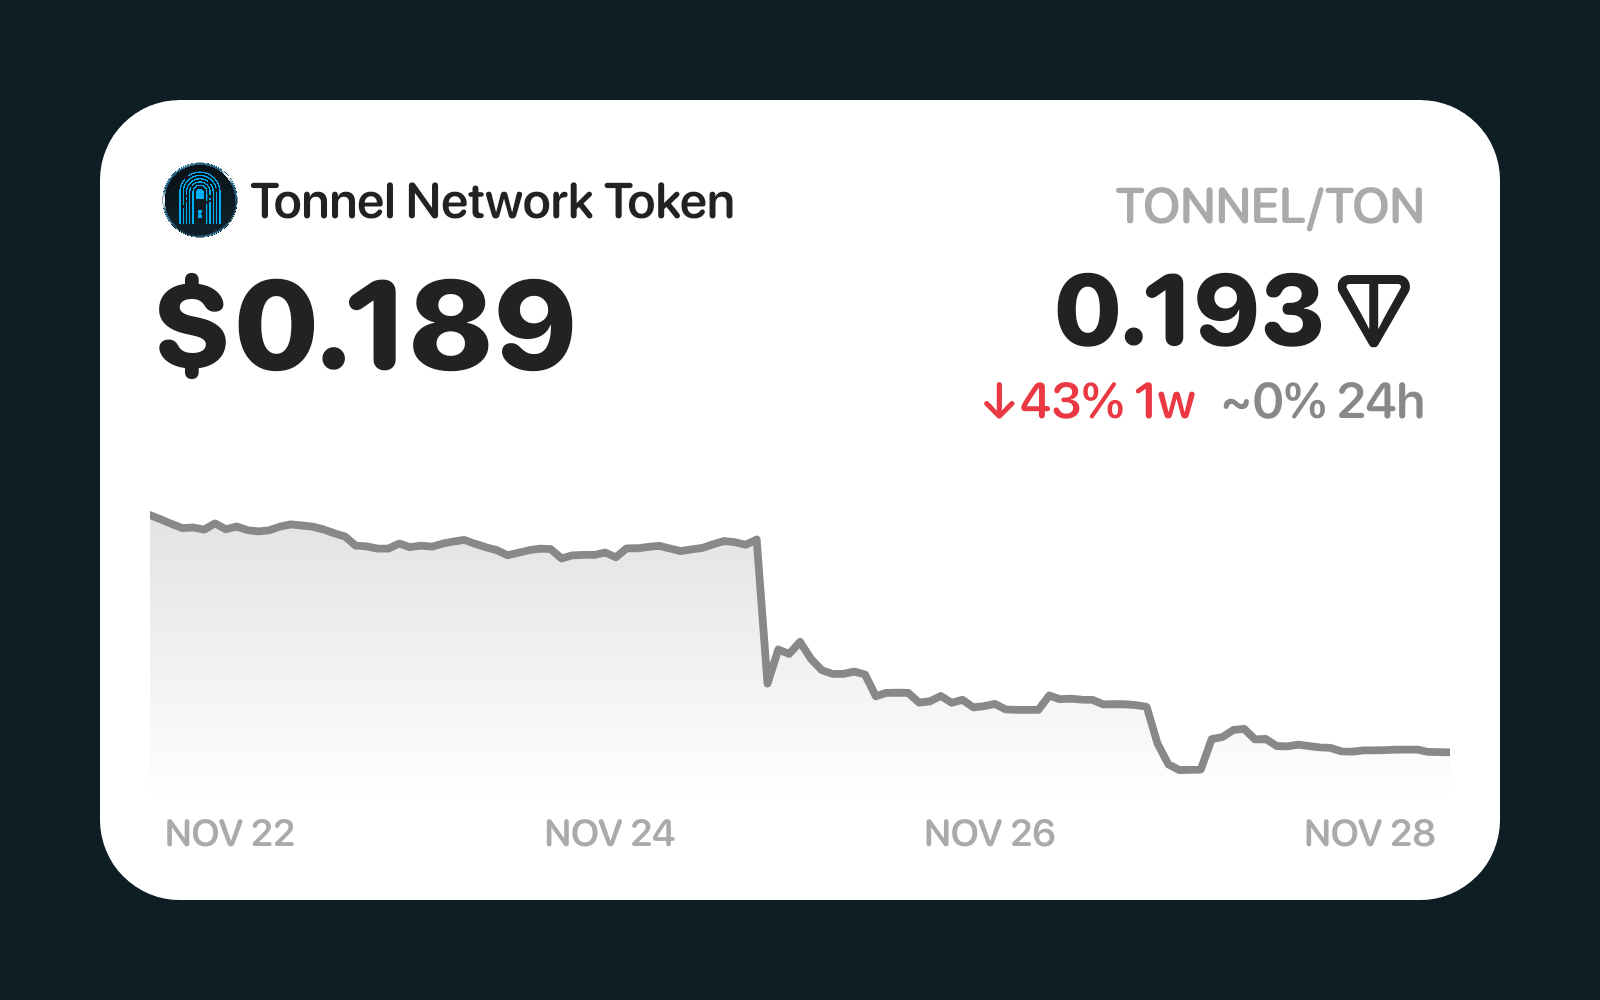 Tonnel Network Token
TONNEL/TON
$0.189
0.193
↓43% 1w ~0% 24h
NOV 22
NOV 24
NOV 26
NOV 28